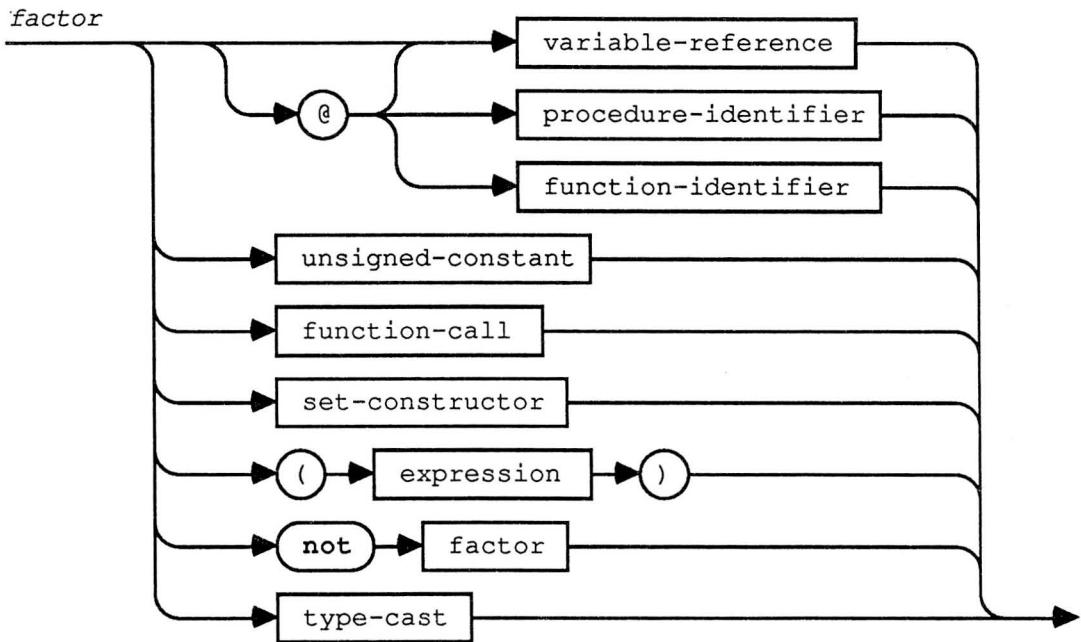 factor
variable-reference
@ procedure-identifier
function-identifier
unsigned-constant
function-call
set-constructor
( expression )
not factor
type-cast